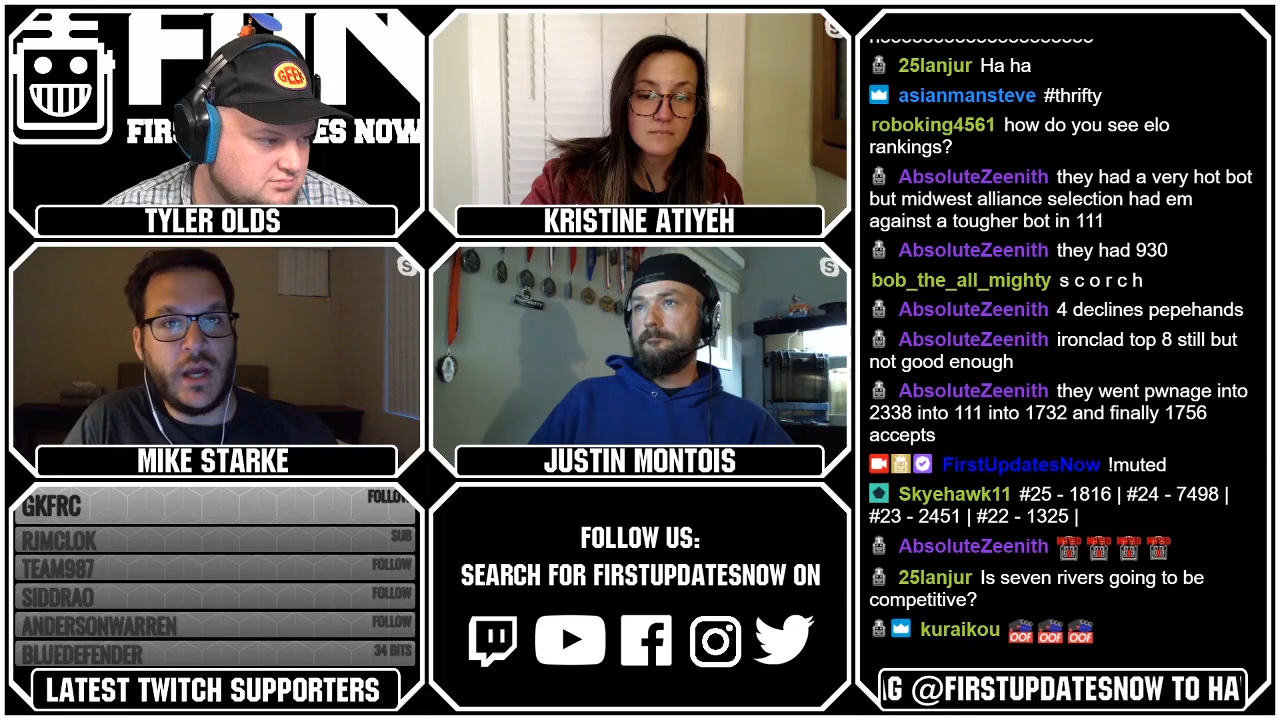 GEEK
FIR
ES NOW
TYLER OLDS
KRISTINE ATIYEH
MIKE STARKE
JUSTIN MONTOIS
GKFRC FOLLOW
RJMCLOK SUB
TEAM987 FOLLOW
SIDDRAO FOLLOW
ANDERSONWARREN FOLLOW
BLUEDEFENDER 34 BITS
LATEST TWITCH SUPPORTERS
FOLLOW US:
SEARCH FOR FIRSTUPDATESNOW ON
25lanjur Ha ha
asianmansteve #thrifty
roboking4561 how do you see elo
rankings?
AbsoluteZeenith they had a very hot bot
but midwest alliance selection had em
against a tougher bot in 111
AbsoluteZeenith they had 930
bob_the_all_mighty s c o r c h
AbsoluteZeenith 4 declines pepehands
AbsoluteZeenith ironclad top 8 still but
not good enough
AbsoluteZeenith they went pwnage into
2338 into 111 into 1732 and finally 1756
accepts
FirstUpdatesNow !muted
Skyehawk11 #25 - 1816 | #24 - 7498 |
#23 - 2451 | #22 - 1325 |
AbsoluteZeenith
25lanjur Is seven rivers going to be
competitive?
kuraikou OOF OOF OOF
G @FIRSTUPDATESNOW TO HA